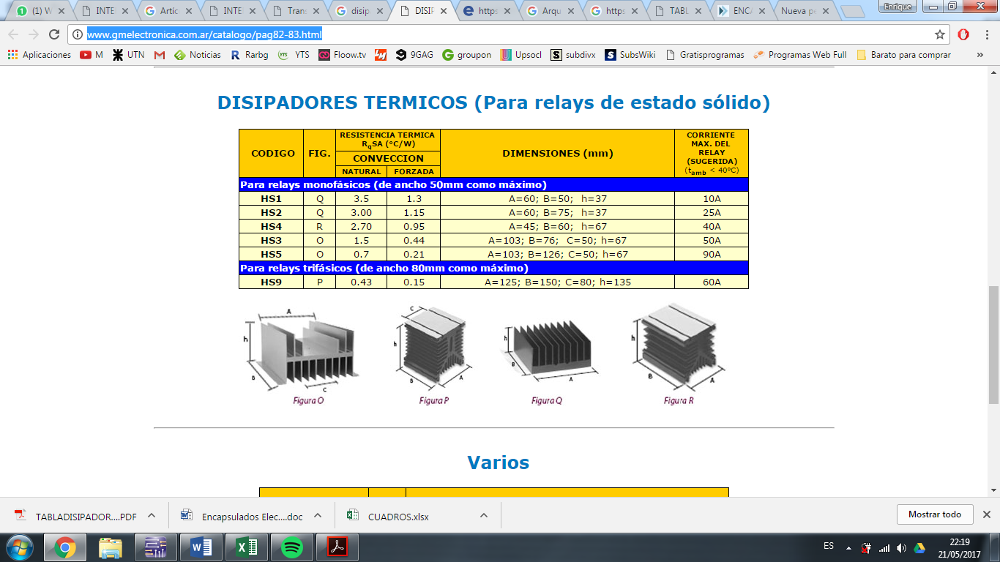 (1) W
INTE
Artíc
INTE
Trans
disip
DISIP
https
Arqu
https
TABL
ENCA
Nueva pe
Enrique
www.gmelectronica.com.ar/catalogo/pag82-83.html
Aplicaciones M UTN Noticias Rarbg YTS Floow.tv 9GAG groupon Upsocl subdivx SubsWiki Gratisprogramas Programas Web Full Barato para comprar »
DISIPADORES TERMICOS (Para relays de estado sólido)
CODIGO FIG. RESISTENCIA TERMICA RqSA (°C/W) DIMENSIONES (mm) CORRIENTE MAX. DEL RELAY (SUGERIDA) (tamb < 40°C)
CONVECCION
NATURAL FORZADA
Para relays monofásicos (de ancho 50mm como máximo)
HS1 Q 3.5 1.3 A=60; B=50; h=37 10A
HS2 Q 3.00 1.15 A=60; B=75; h=37 25A
HS4 R 2.70 0.95 A=45; B=60; h=67 40A
HS3 O 1.5 0.44 A=103; B=76; C=50; h=67 50A
HS5 O 0.7 0.21 A=103; B=126; C=50; h=67 90A
Para relays trifásicos (de ancho 80mm como máximo)
HS9 P 0.43 0.15 A=125; B=150; C=80; h=135 60A
A h B C
C h B A
h B A
h B A
Figura O Figura P Figura Q Figura R
Varios
TABLADISIPADOR....PDF Encapsulados Elec....doc CUADROS.xlsx Mostrar todo
ES 22:19
21/05/2017